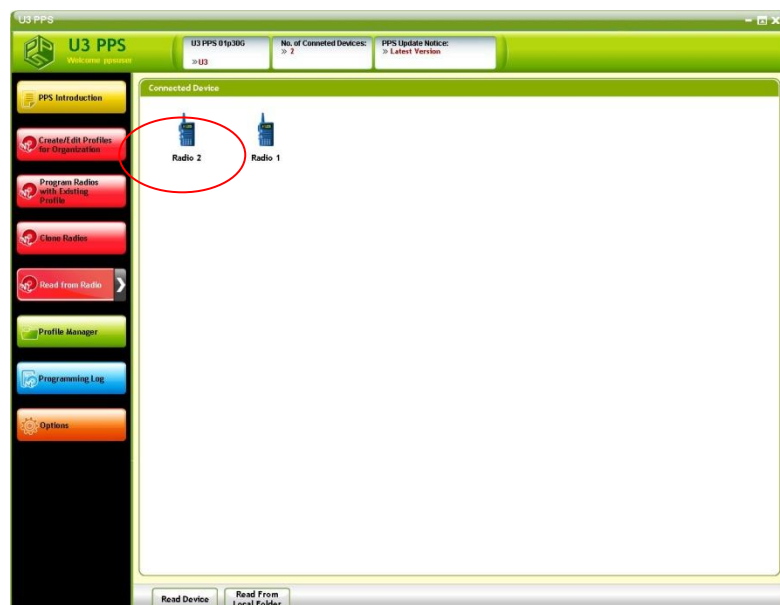 U3 PPS
U3 PPS
Welcome ppsuser
U3 PPS 01p30G
»U3
No. of Conneted Devices:
» 2
PPS Update Notice:
» Latest Version
PPS Introduction
Create/Edit Profiles
for Organization
Program Radios
with Existing
Profile
Clone Radios
Read from Radio
Profile Manager
Programming Log
Options
Connected Device
Radio 2
Radio 1
Read Device
Read From
Local Folder